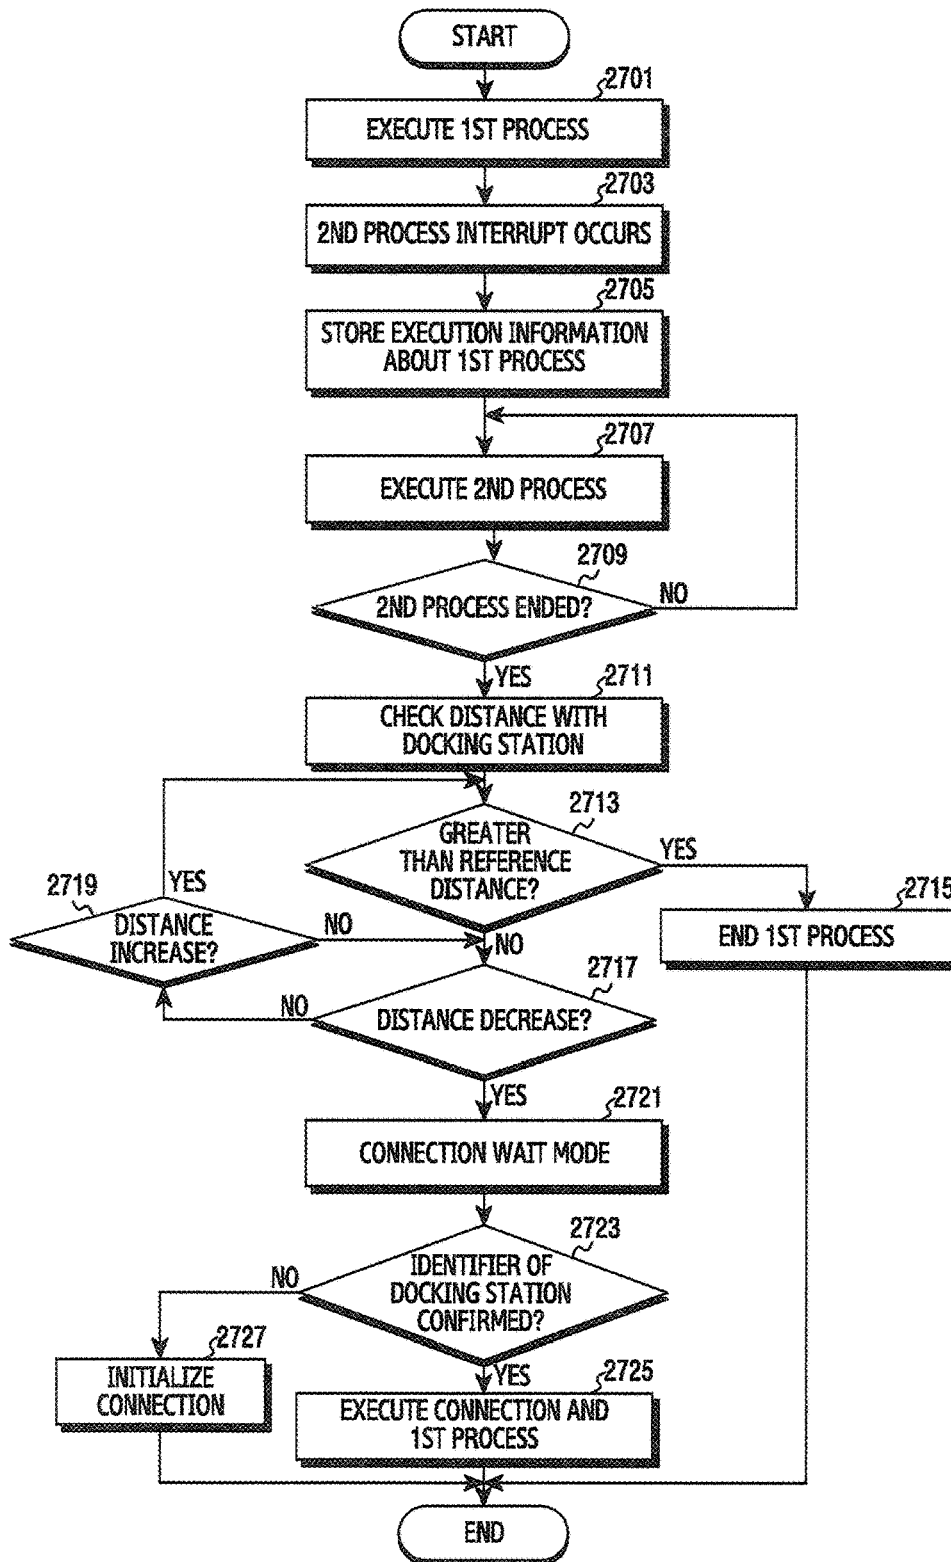 START
2701
EXECUTE 1ST PROCESS
2703
2ND PROCESS INTERRUPT OCCURS
2705
STORE EXECUTION INFORMATION
ABOUT 1ST PROCESS
2707
EXECUTE 2ND PROCESS
2709
2ND PROCESS ENDED?
NO
YES
2711
CHECK DISTANCE WITH
DOCKING STATION
2713
GREATER
THAN REFERENCE
DISTANCE?
YES
2715
END 1ST PROCESS
2719
YES
DISTANCE
INCREASE?
NO
NO
2717
DISTANCE DECREASE?
NO
YES
2721
CONNECTION WAIT MODE
2723
IDENTIFIER OF
DOCKING STATION
CONFIRMED?
NO
2727
INITIALIZE
CONNECTION
YES
2725
EXECUTE CONNECTION AND
1ST PROCESS
END